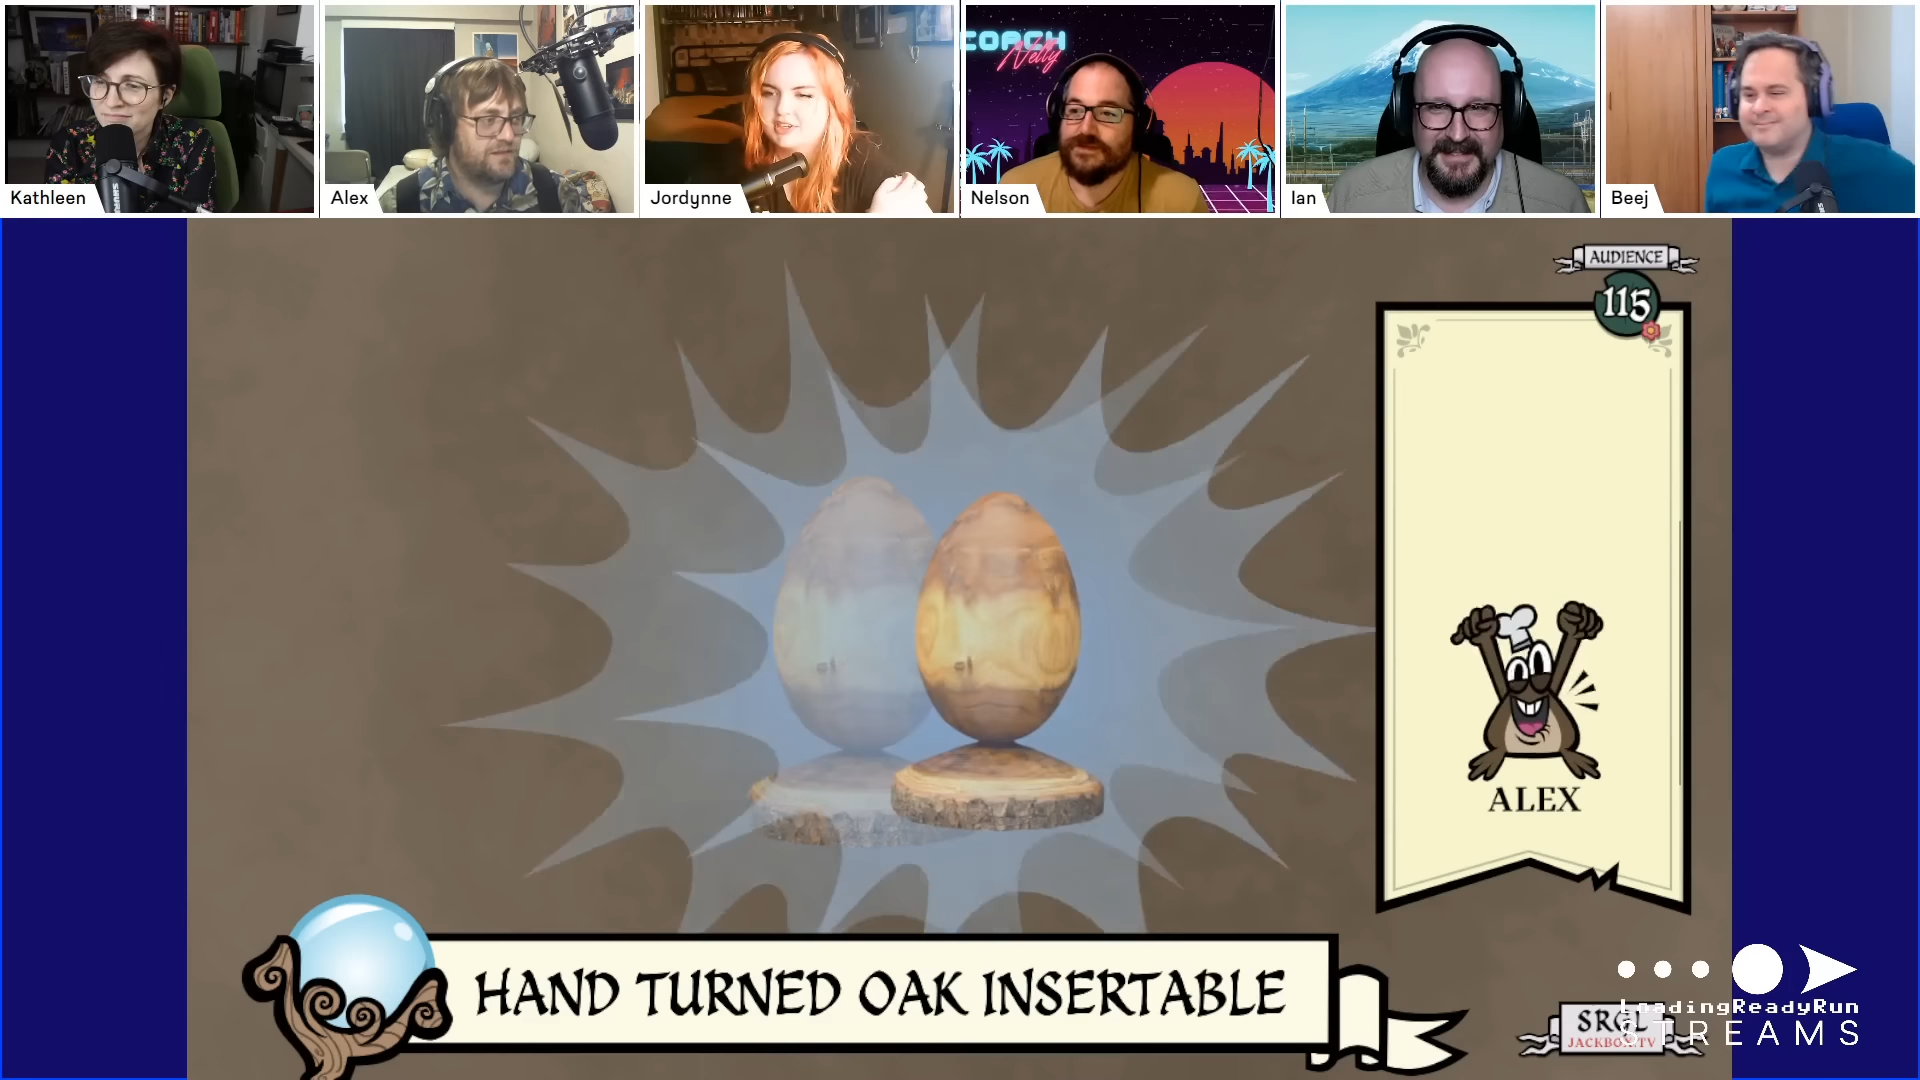 COACH
Nelly
Kathleen
Alex
Jordynne
Nelson
Ian
Beej
AUDIENCE
115
ALEX
HAND TURNED OAK INSERTABLE
LoadingReadyRun
STREAMS
JACKBOX.TV